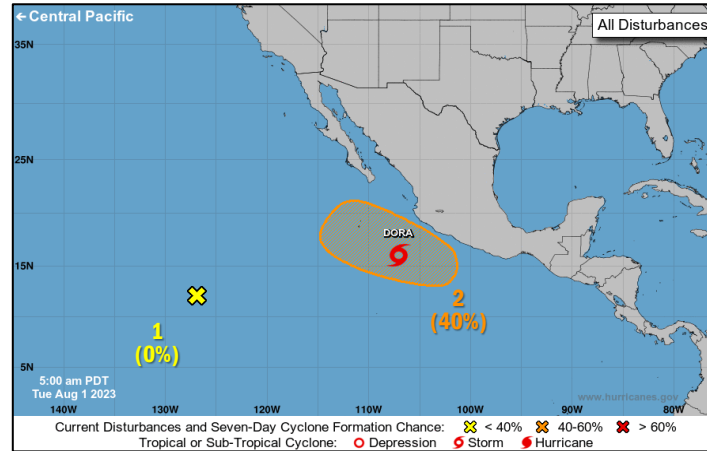 ← Central Pacific
All Disturbances
35N
25N
15N
5N
DORA
2
(40%)
1
(0%)
5:00 am PDT
Tue Aug 1 2023
www.hurricanes.gov
140W 130W 120W 110W 100W 90W 80W
Current Disturbances and Seven-Day Cyclone Formation Chance: < 40% 40-60% > 60%
Tropical or Sub-Tropical Cyclone: Depression Storm Hurricane